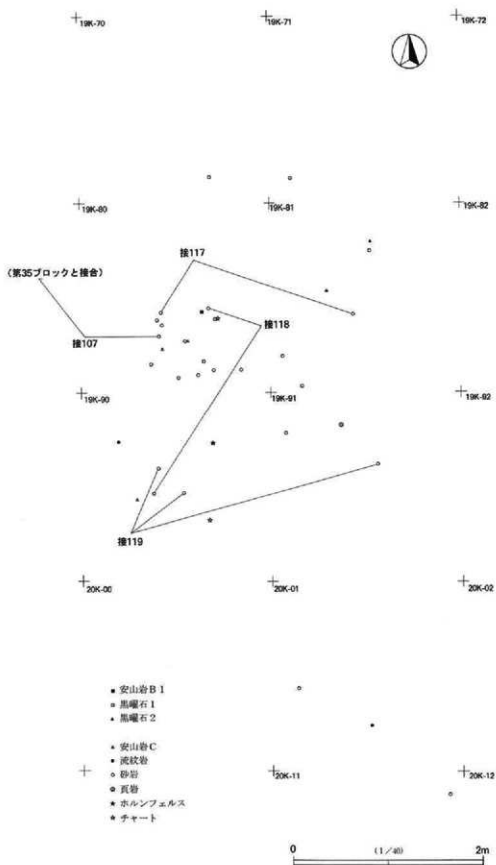 19K-70
19K-71
19K-72
19K-80
19K-81
19K-82
接117
(第35ブロックと接合)
接118
接107
19K-90
19K-91
19K-92
接119
20K-00
20K-01
20K-02
安山岩B1
黒曜石1
黒曜石2
安山岩C
流紋岩
砂岩
頁岩
ホルンフェルス
チャート
20K-11
20K-12
0 (1/40) 2m